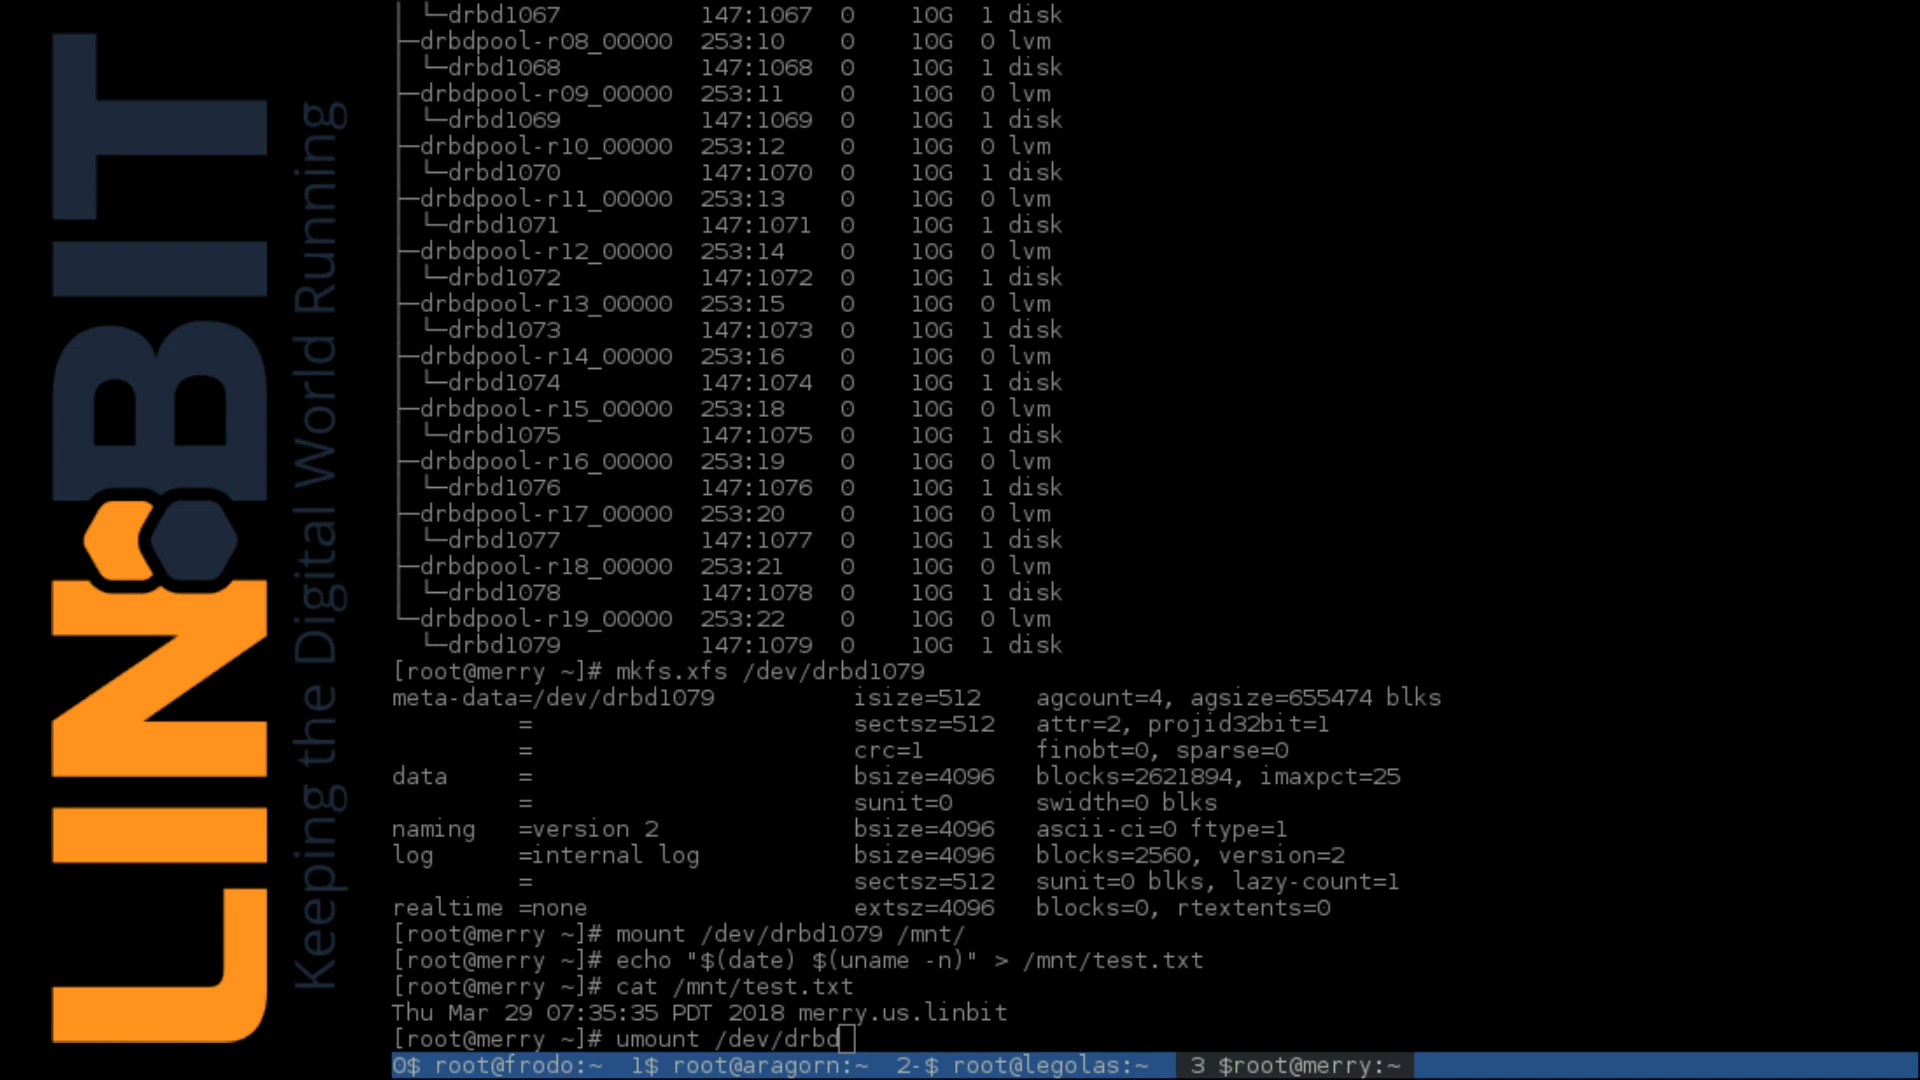 LINBIT
Keeping the Digital World Running
│ └─drbd1067          147:1067  0    10G  1 disk
├─drbdpool-r08_00000  253:10    0    10G  0 lvm
│ └─drbd1068          147:1068  0    10G  1 disk
├─drbdpool-r09_00000  253:11    0    10G  0 lvm
│ └─drbd1069          147:1069  0    10G  1 disk
├─drbdpool-r10_00000  253:12    0    10G  0 lvm
│ └─drbd1070          147:1070  0    10G  1 disk
├─drbdpool-r11_00000  253:13    0    10G  0 lvm
│ └─drbd1071          147:1071  0    10G  1 disk
├─drbdpool-r12_00000  253:14    0    10G  0 lvm
│ └─drbd1072          147:1072  0    10G  1 disk
├─drbdpool-r13_00000  253:15    0    10G  0 lvm
│ └─drbd1073          147:1073  0    10G  1 disk
├─drbdpool-r14_00000  253:16    0    10G  0 lvm
│ └─drbd1074          147:1074  0    10G  1 disk
├─drbdpool-r15_00000  253:18    0    10G  0 lvm
│ └─drbd1075          147:1075  0    10G  1 disk
├─drbdpool-r16_00000  253:19    0    10G  0 lvm
│ └─drbd1076          147:1076  0    10G  1 disk
├─drbdpool-r17_00000  253:20    0    10G  0 lvm
│ └─drbd1077          147:1077  0    10G  1 disk
├─drbdpool-r18_00000  253:21    0    10G  0 lvm
│ └─drbd1078          147:1078  0    10G  1 disk
└─drbdpool-r19_00000  253:22    0    10G  0 lvm
  └─drbd1079          147:1079  0    10G  1 disk
[root@merry ~]# mkfs.xfs /dev/drbd1079
meta-data=/dev/drbd1079          isize=512    agcount=4, agsize=655474 blks
         =                       sectsz=512   attr=2, projid32bit=1
         =                       crc=1        finobt=0, sparse=0
data     =                       bsize=4096   blocks=2621894, imaxpct=25
         =                       sunit=0      swidth=0 blks
naming   =version 2              bsize=4096   ascii-ci=0 ftype=1
log      =internal log           bsize=4096   blocks=2560, version=2
         =                       sectsz=512   sunit=0 blks, lazy-count=1
realtime =none                   extsz=4096   blocks=0, rtextents=0
[root@merry ~]# mount /dev/drbd1079 /mnt/
[root@merry ~]# echo "$(date) $(uname -n)" > /mnt/test.txt
[root@merry ~]# cat /mnt/test.txt
Thu Mar 29 07:35:35 PDT 2018 merry.us.linbit
[root@merry ~]# umount /dev/drbd
0$ root@frodo:~  1$ root@aragorn:~  2-$ root@legolas:~   3 $root@merry:~